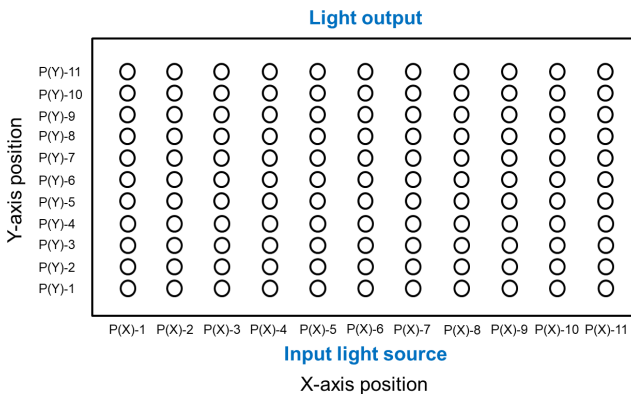 Light output
Y-axis position
P(Y)-11
P(Y)-10
P(Y)-9
P(Y)-8
P(Y)-7
P(Y)-6
P(Y)-5
P(Y)-4
P(Y)-3
P(Y)-2
P(Y)-1
P(X)-1 P(X)-2 P(X)-3 P(X)-4 P(X)-5 P(X)-6 P(X)-7 P(X)-8 P(X)-9 P(X)-10 P(X)-11
Input light source
X-axis position